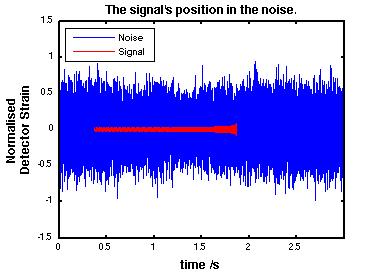 The signal's position in the noise.
1.5
Noise
Signal
1
0.5
0
-0.5
-1
-1.5
Normalised
Detector Strain
0 0.5 1 1.5 2 2.5
time /s